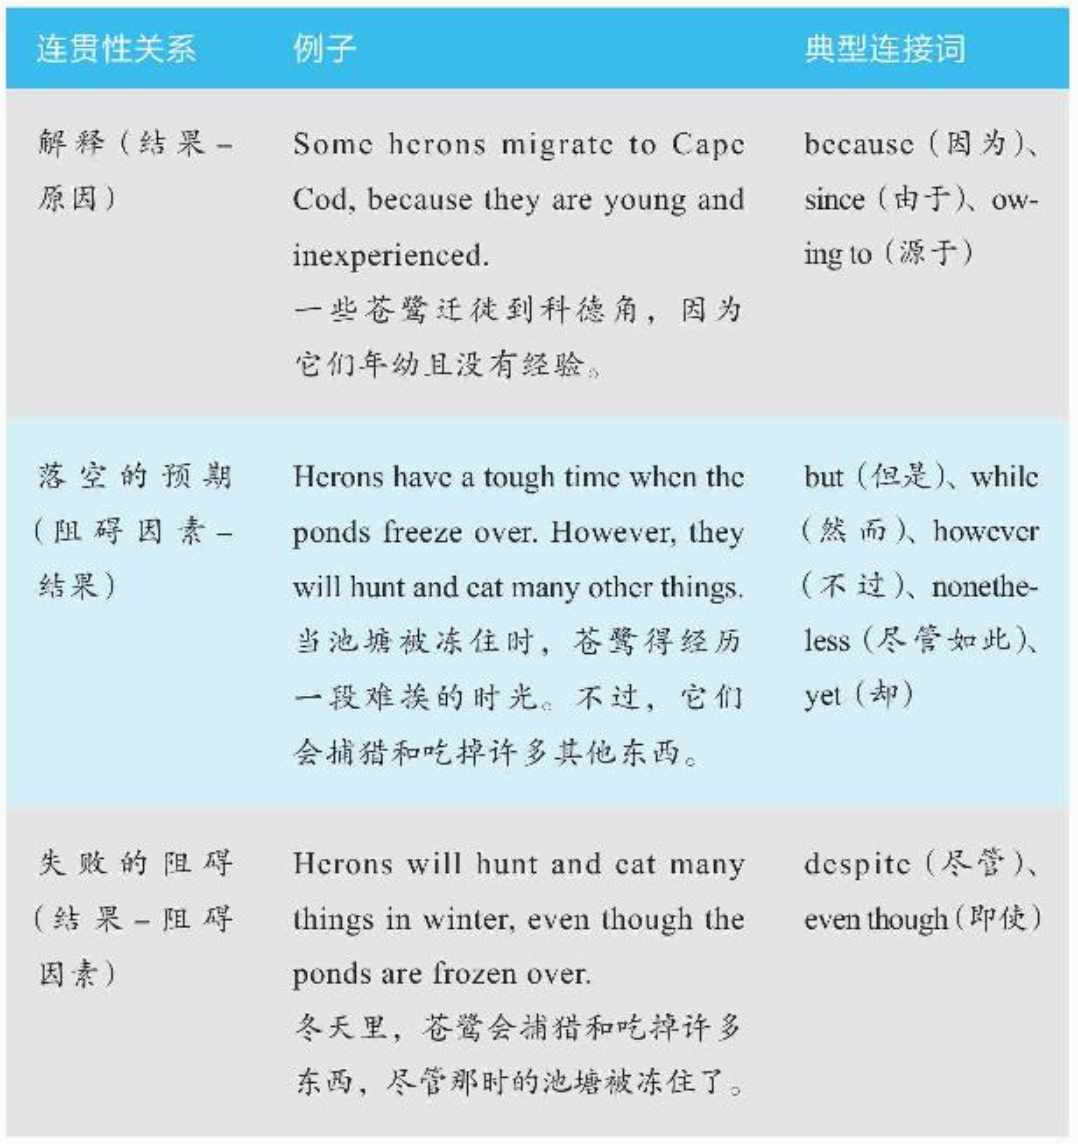 连贯性关系 例子 典型连接词
解释(结果–
原因)
Some herons migrate to Cape
Cod, because they are young and
inexperienced.
一些苍鹭迁徙到科德角，因为
它们年幼且没有经验。
because(因为)、
since(由于)、ow-
ing to(源于)
落空的预期
(阻碍因素–
结果)
Herons have a tough time when the
ponds freeze over. However, they
will hunt and eat many other things.
当池塘被冻住时，苍鹭得经历
一段难挨的时光。不过，它们
会捕猎和吃掉许多其他东西。
but(但是)、while
(然而)、however
(不过)、nonethe-
less(尽管如此)、
yet(却)
失败的阻碍
(结果–阻碍
因素)
Herons will hunt and eat many
things in winter, even though the
ponds are frozen over.
冬天里，苍鹭会捕猎和吃掉许多
东西，尽管那时的池塘被冻住了。
despite(尽管)、
even though(即使)